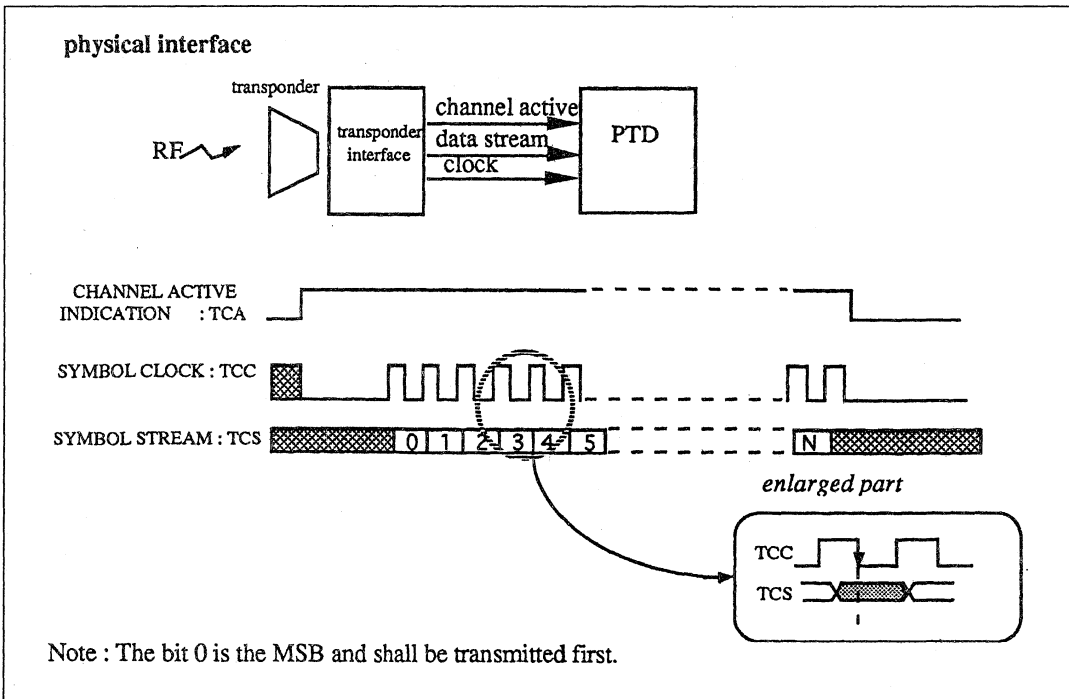 physical interface
transponder
RF
transponder
interface
channel active
data stream
clock
PTD
CHANNEL ACTIVE
INDICATION : TCA
SYMBOL CLOCK : TCC
SYMBOL STREAM : TCS
0 1 2 3 4 5 N
enlarged part
TCC
TCS
Note : The bit 0 is the MSB and shall be transmitted first.